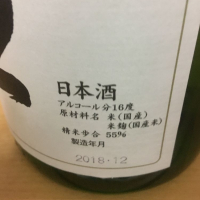 日本酒
アルコール分16度
原材料名 米(国産)
米麹(国産米)
精米歩合 55%
製造年月
2018-12